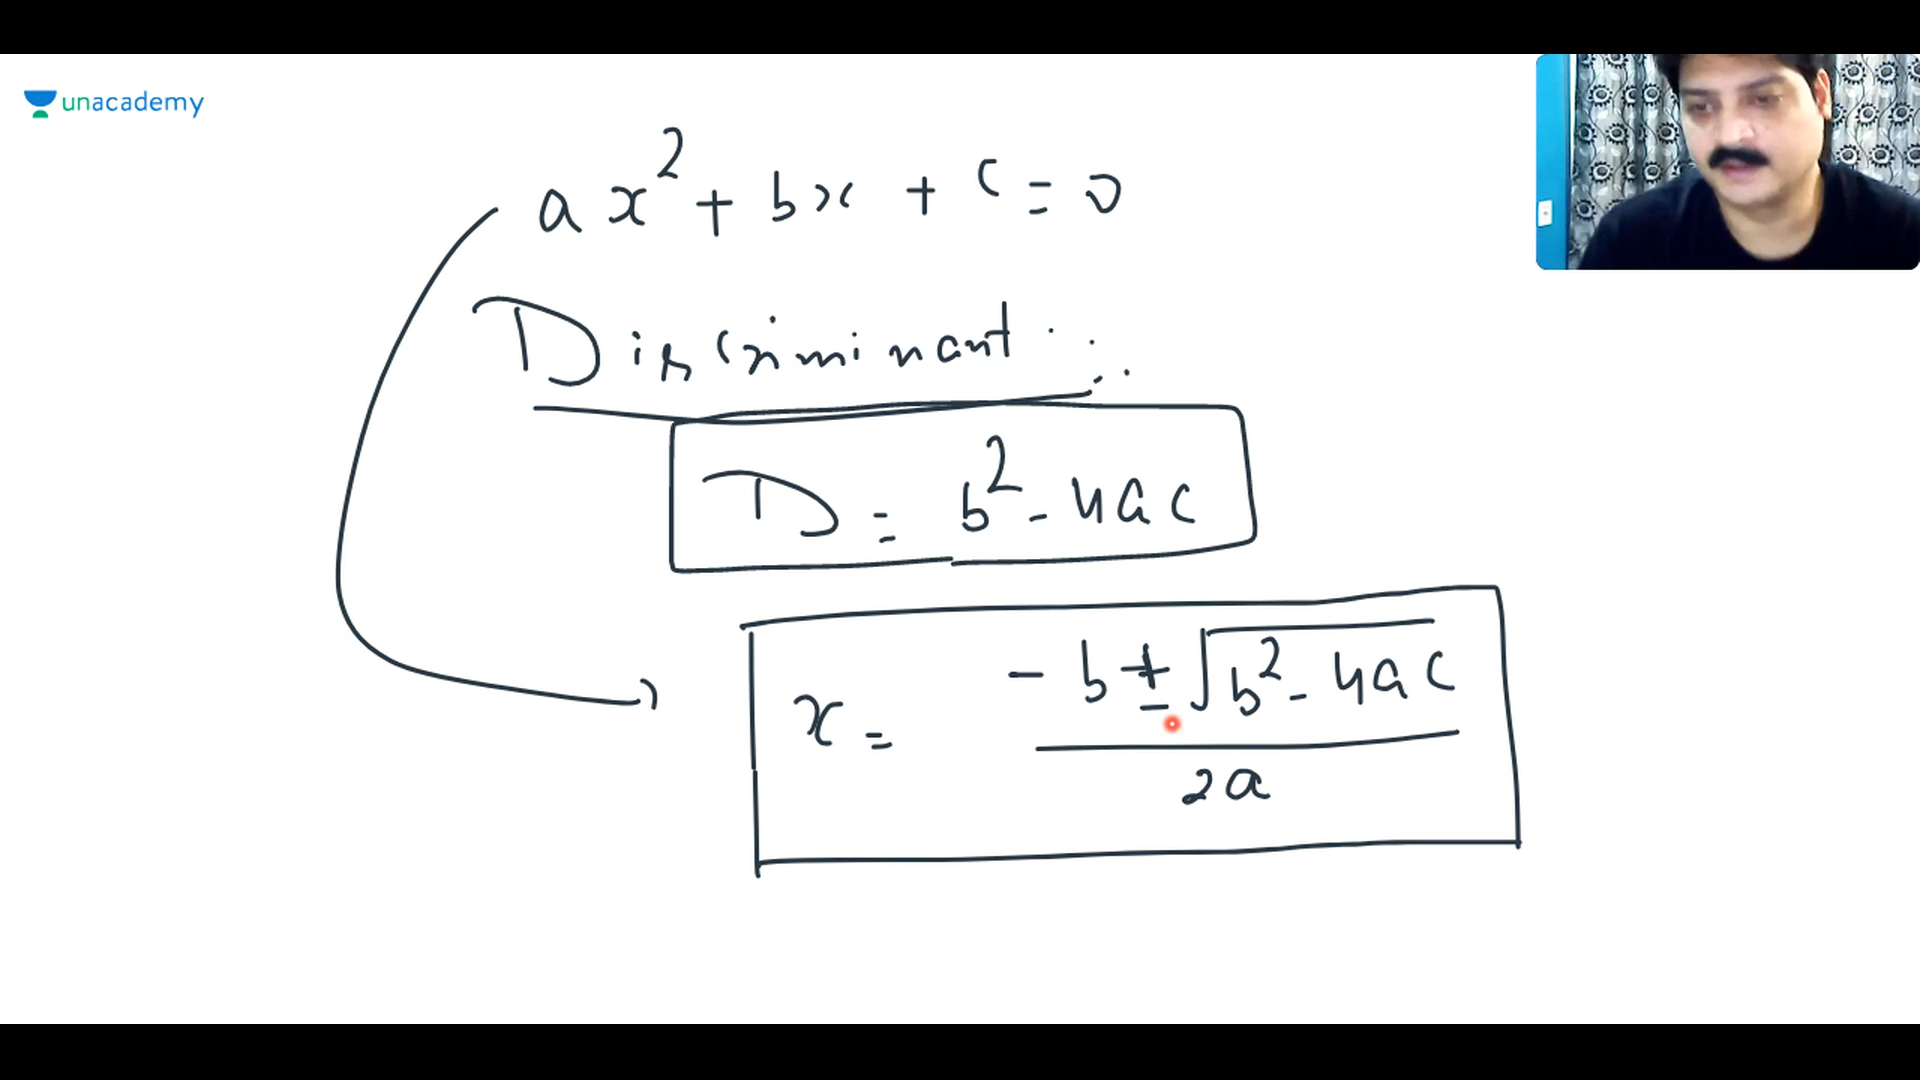 unacademy
ax² + bx + c = 0
Discriminant
D = b² - 4ac
x = -b ± √(b² - 4ac) / 2a